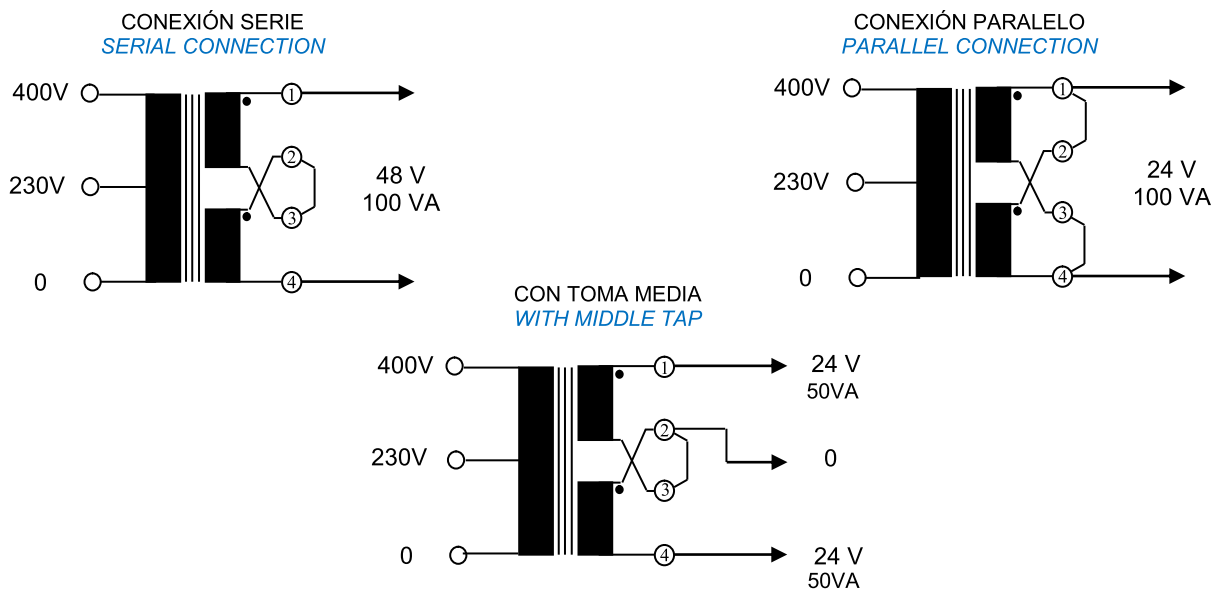 CONEXIÓN SERIE
SERIAL CONNECTION
400V
1
2
230V
48 V
100 VA
3
0
4
CONEXIÓN PARALELO
PARALLEL CONNECTION
400V
1
2
230V
24 V
100 VA
3
0
4
CON TOMA MEDIA
WITH MIDDLE TAP
400V
1
24 V
50VA
2
230V
0
3
0
4
24 V
50VA